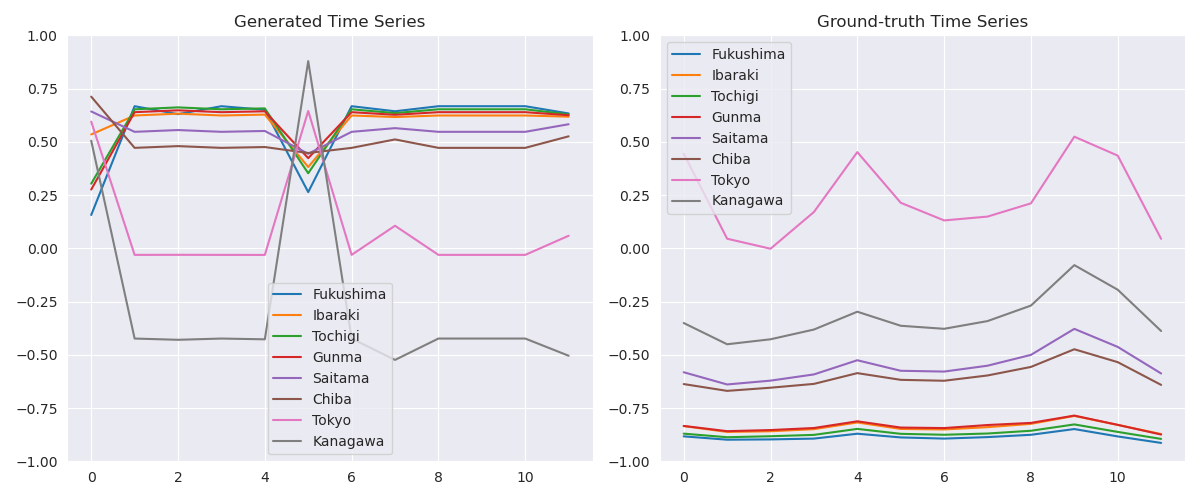 Generated Time Series
1.00
0.75
0.50
0.25
0.00
−0.25
−0.50
−0.75
−1.00
0
2
4
6
8
10
Fukushima
Ibaraki
Tochigi
Gunma
Saitama
Chiba
Tokyo
Kanagawa
Ground-truth Time Series
1.00
0.75
0.50
0.25
0.00
−0.25
−0.50
−0.75
−1.00
0
2
4
6
8
10
Fukushima
Ibaraki
Tochigi
Gunma
Saitama
Chiba
Tokyo
Kanagawa